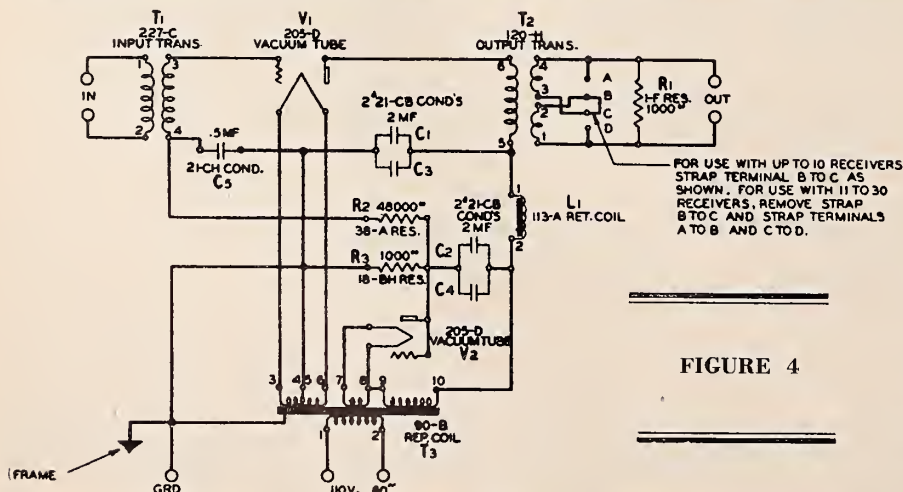 T1
227-C
INPUT TRANS.
V1
205-D
VACUUM TUBE
T2
120-H
OUTPUT TRANS.
1
3
6
4
A
R1
1-F RES.
1000ω
IN
OUT
3
B
2
C
D
2
4
5
1
2'21-CB COND'S
2 MF
C1
C3
.5 MF
21-CH COND.
C5
FOR USE WITH UP TO 10 RECEIVERS
STRAP TERMINAL B TO C AS
SHOWN. FOR USE WITH 11 TO 30
RECEIVERS, REMOVE STRAP
B TO C AND STRAP TERMINALS
A TO B AND C TO D.
1
L1
113-A RET. COIL
2
R2
48000ω
38-A RES.
2'21-CB
COND'S
2 MF
C2
C4
R3
1000ω
18-BH RES.
205-D
VACUUM TUBE
V2
FIGURE 4
3
4
5
6
7
8
9
10
90-B
REP. COIL
T3
1
2
(FRAME
GRD
110V. 60~